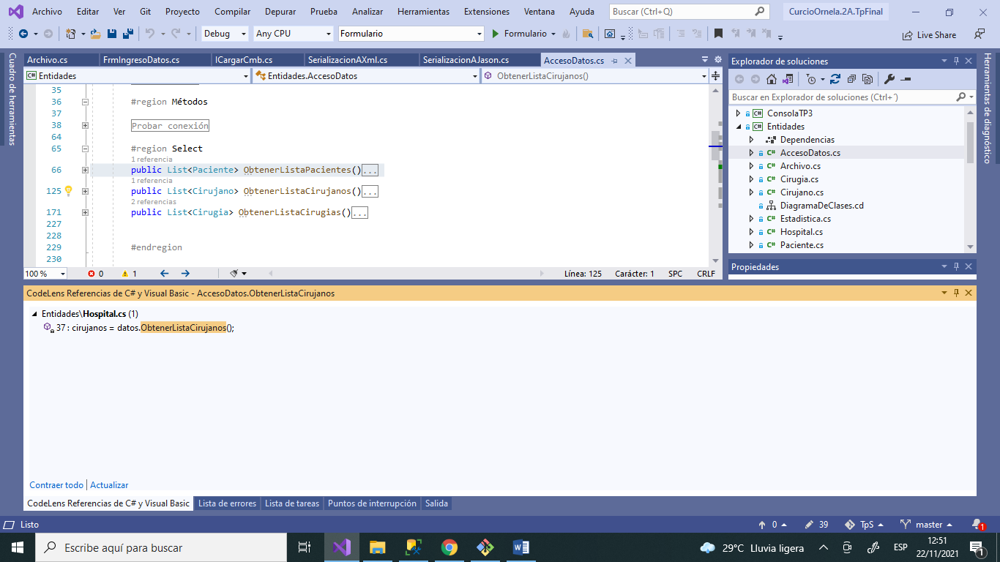 Archivo Editar Ver Git Proyecto Compilar Depurar Prueba Analizar Herramientas Extensiones Ventana Ayuda Buscar (Ctrl+Q) CurcioOrnela.2A.TpFinal
Debug Any CPU Formulario Formulario Live Share
Cuadro de herramientas
Archivo.cs FrmIngresoDatos.cs ICargarCmb.cs SerializacionAXml.cs SerializacionAJason.cs AccesoDatos.cs
Entidades Entidades.AccesoDatos ObtenerListaCirujanos()
35
36 #region Métodos
37
38 Probar conexión
64
65 #region Select
1 referencia
66 public List<Paciente> ObtenerListaPacientes()...
1 referencia
125 public List<Cirujano> ObtenerListaCirujanos()...
2 referencias
171 public List<Cirugia> ObtenerListaCirugias()...
227
228
229 #endregion
230
100 % 0 1 Línea: 125 Carácter: 1 SPC CRLF
Explorador de soluciones
Buscar en Explorador de soluciones (Ctrl+´)
C# ConsolaTP3
C# Entidades
Dependencias
C# AccesoDatos.cs
C# Archivo.cs
C# Cirugia.cs
C# Cirujano.cs
DiagramaDeClases.cd
C# Estadistica.cs
C# Hospital.cs
C# Paciente.cs
Propiedades
Herramientas de diagnóstico
CodeLens Referencias de C# y Visual Basic - AccesoDatos.ObtenerListaCirujanos
Entidades\Hospital.cs (1)
37 : cirujanos = datos.ObtenerListaCirujanos();
Contraer todo Actualizar
CodeLens Referencias de C# y Visual Basic Lista de errores Lista de tareas Puntos de interrupción Salida
Listo 0 39 TpS master 1
Escribe aquí para buscar 29°C Lluvia ligera ESP 12:51
22/11/2021 1